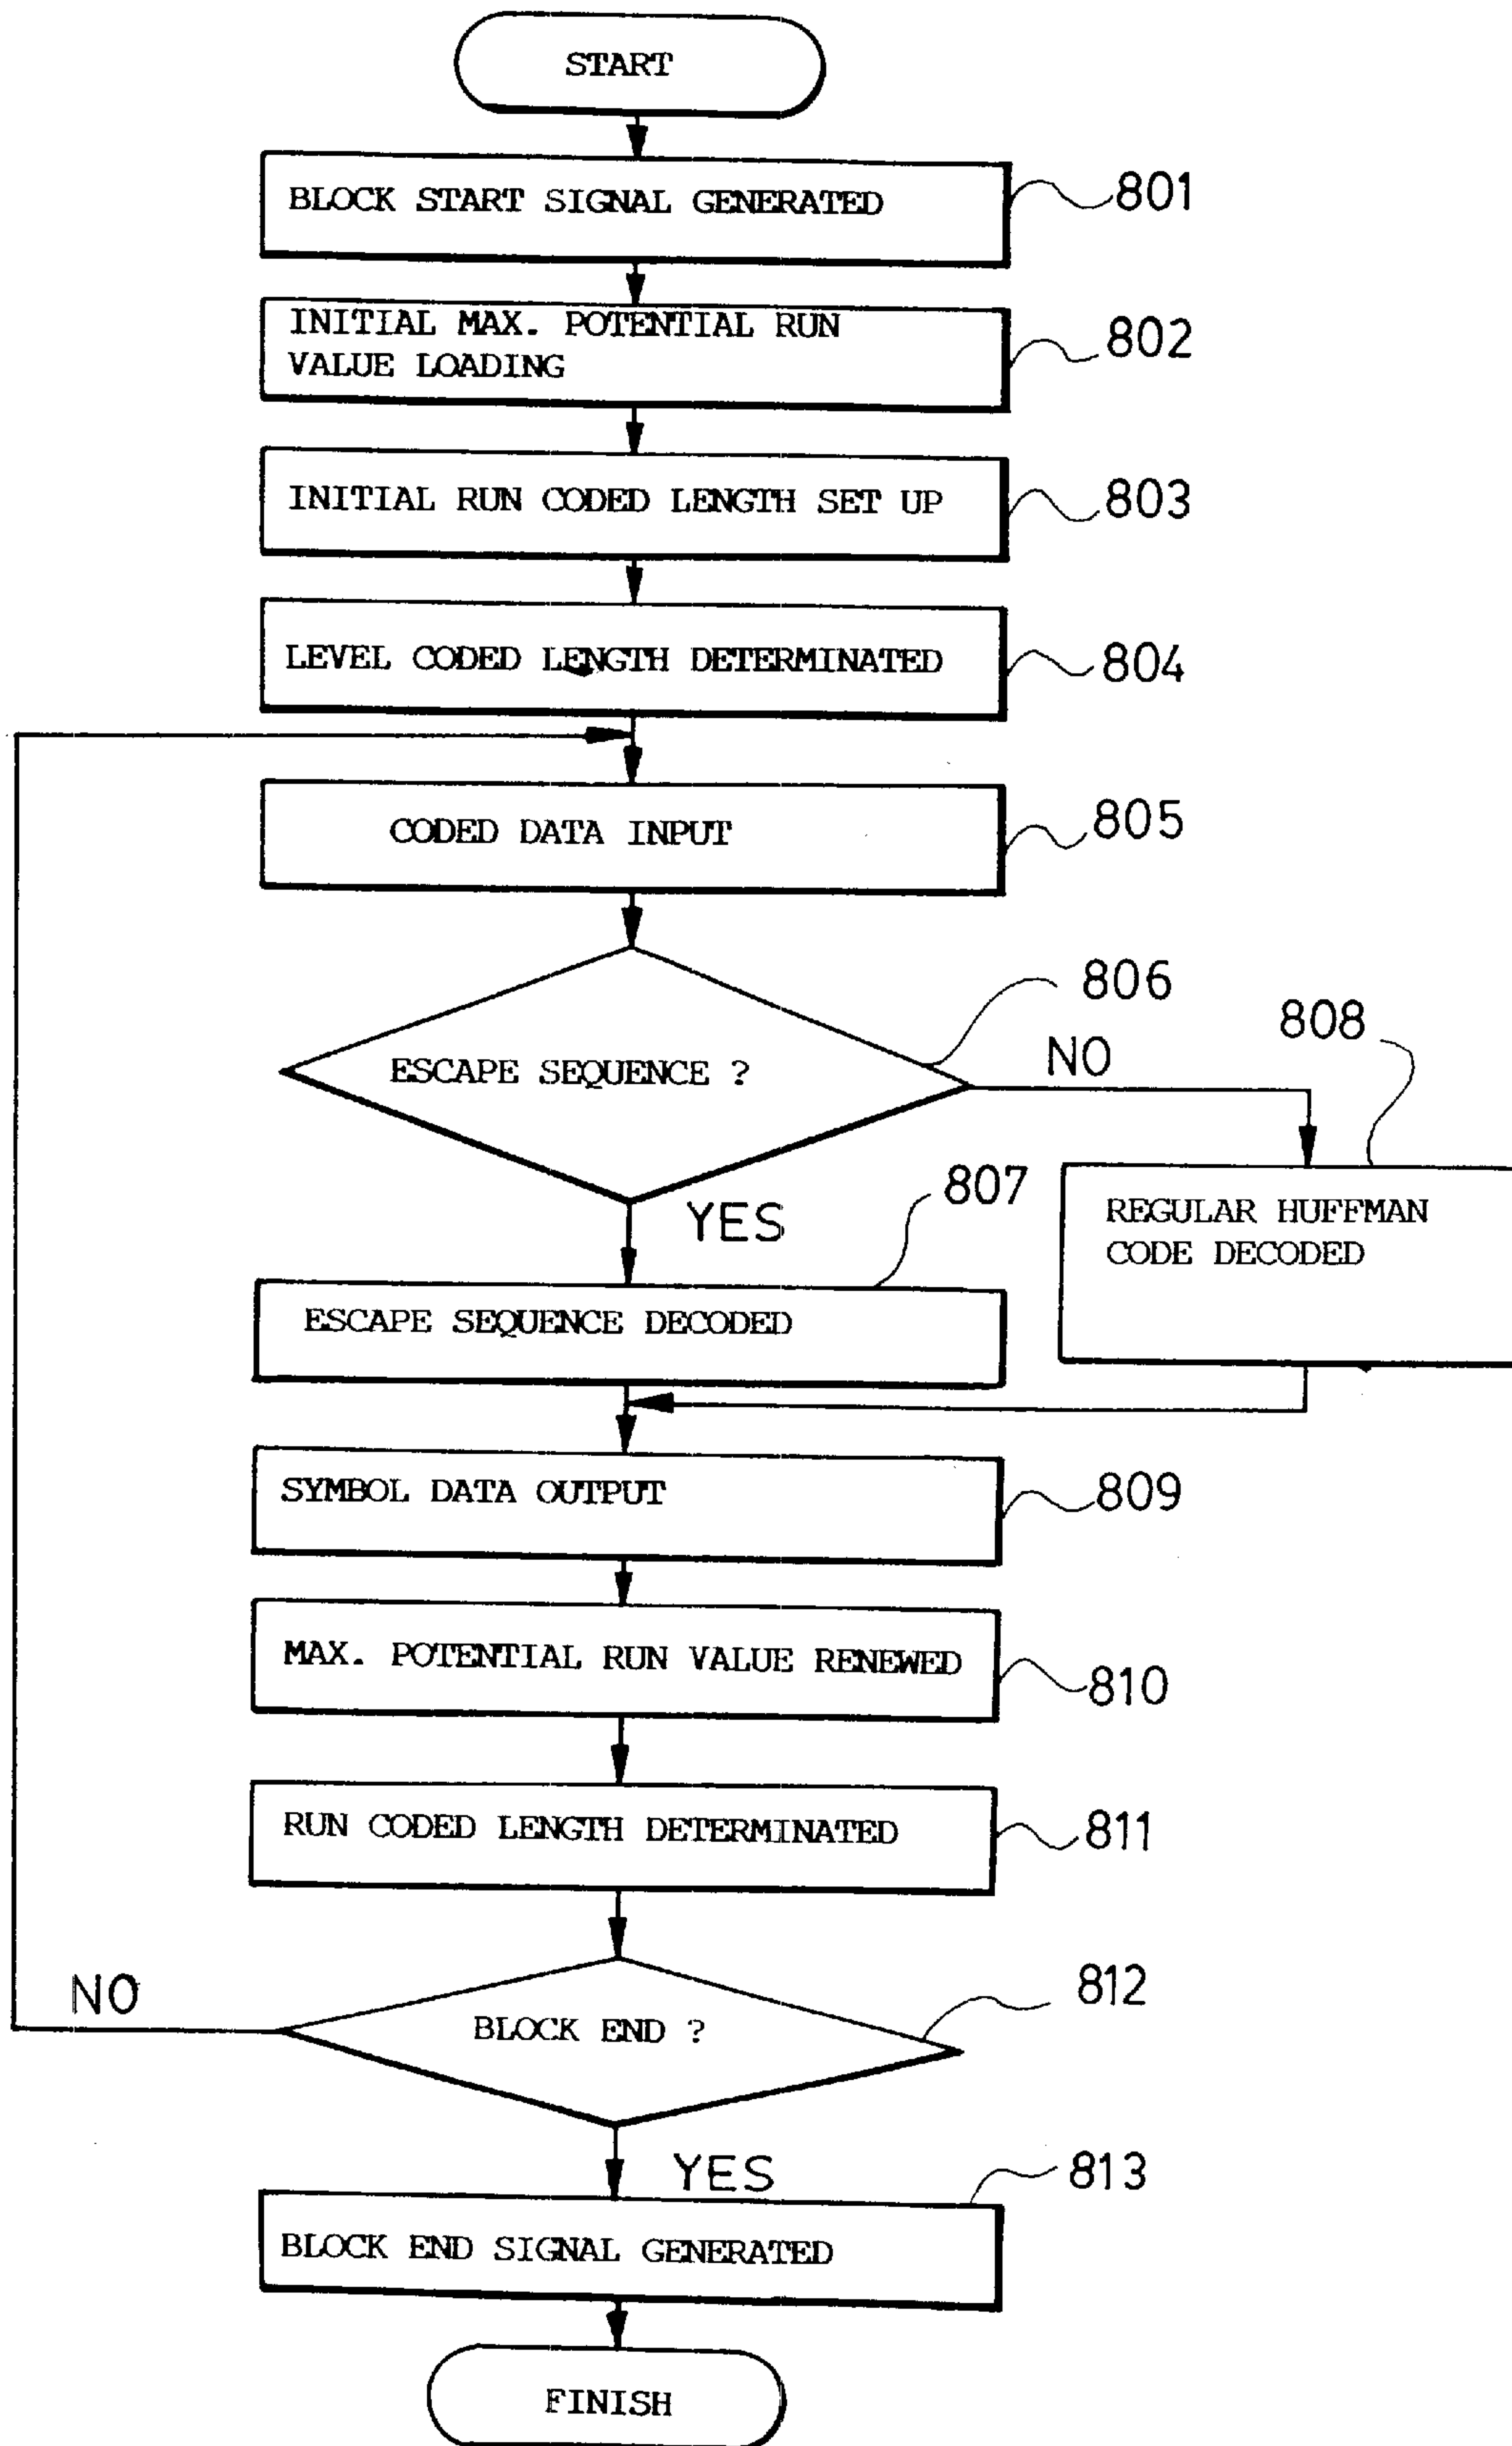 START
BLOCK START SIGNAL GENERATED
801
INITIAL MAX. POTENTIAL RUN
VALUE LOADING
802
INITIAL RUN CODED LENGTH SET UP
803
LEVEL CODED LENGTH DETERMINATED
804
CODED DATA INPUT
805
806
ESCAPE SEQUENCE ?
NO
808
YES
807
REGULAR HUFFMAN
CODE DECODED
ESCAPE SEQUENCE DECODED
SYMBOL DATA OUTPUT
809
MAX. POTENTIAL RUN VALUE RENEWED
810
RUN CODED LENGTH DETERMINATED
811
NO
BLOCK END ?
812
YES
813
BLOCK END SIGNAL GENERATED
FINISH